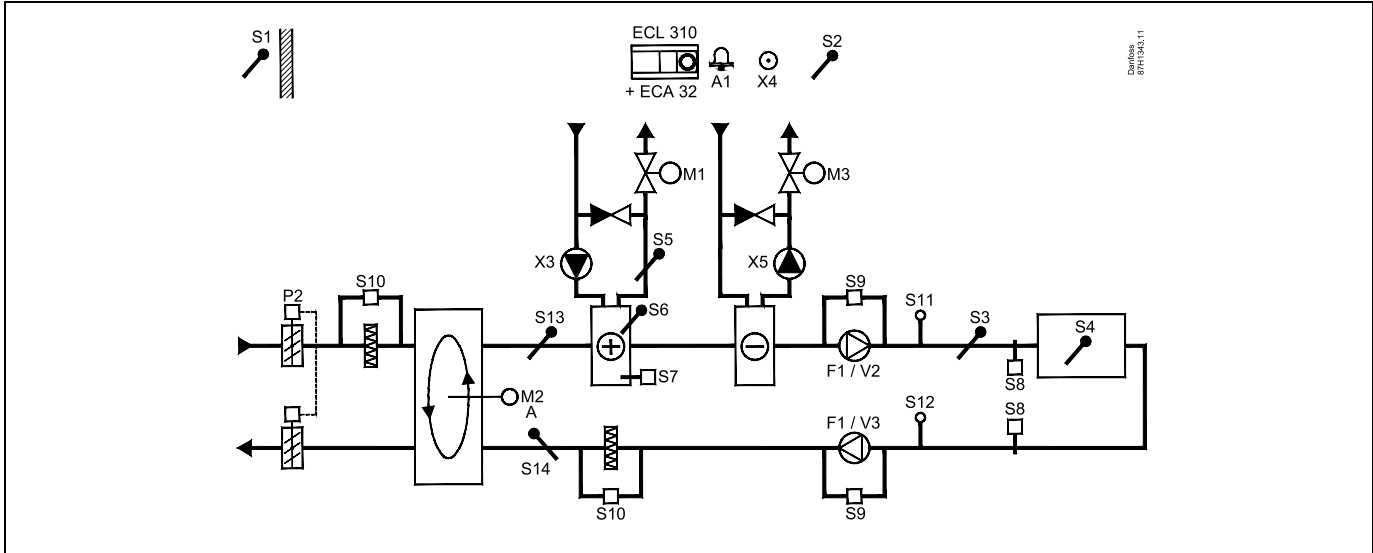 S1
ECL 310
+ ECA 32
A1
X4
S2
Danfoss
87H1343.11
M1
M3
X3
S5
X5
P2
S10
S13
S6
S7
S9
F1 / V2
S11
S3
S4
S8
M2
A
S14
S10
F1 / V3
S9
S12
S8